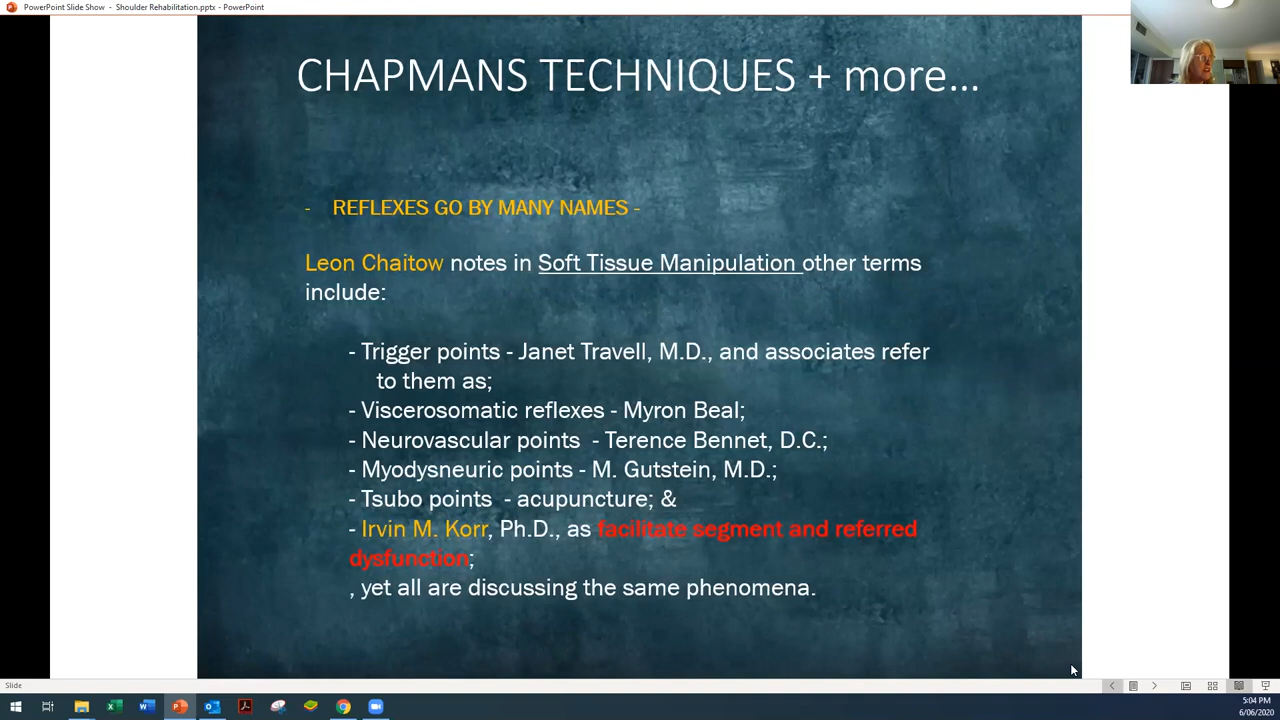 PowerPoint Slide Show - Shoulder Rehabilitation.pptx - PowerPoint
CHAPMANS TECHNIQUES + more...
- REFLEXES GO BY MANY NAMES -
Leon Chaitow notes in Soft Tissue Manipulation other terms
include:
- Trigger points - Janet Travell, M.D., and associates refer
to them as;
- Viscerosomatic reflexes - Myron Beal;
- Neurovascular points - Terence Bennet, D.C.;
- Myodysneuric points - M. Gutstein, M.D.;
- Tsubo points - acupuncture; &
- Irvin M. Korr, Ph.D., as facilitate segment and referred
dysfunction;
, yet all are discussing the same phenomena.
Slide
5:04 PM
6/06/2020